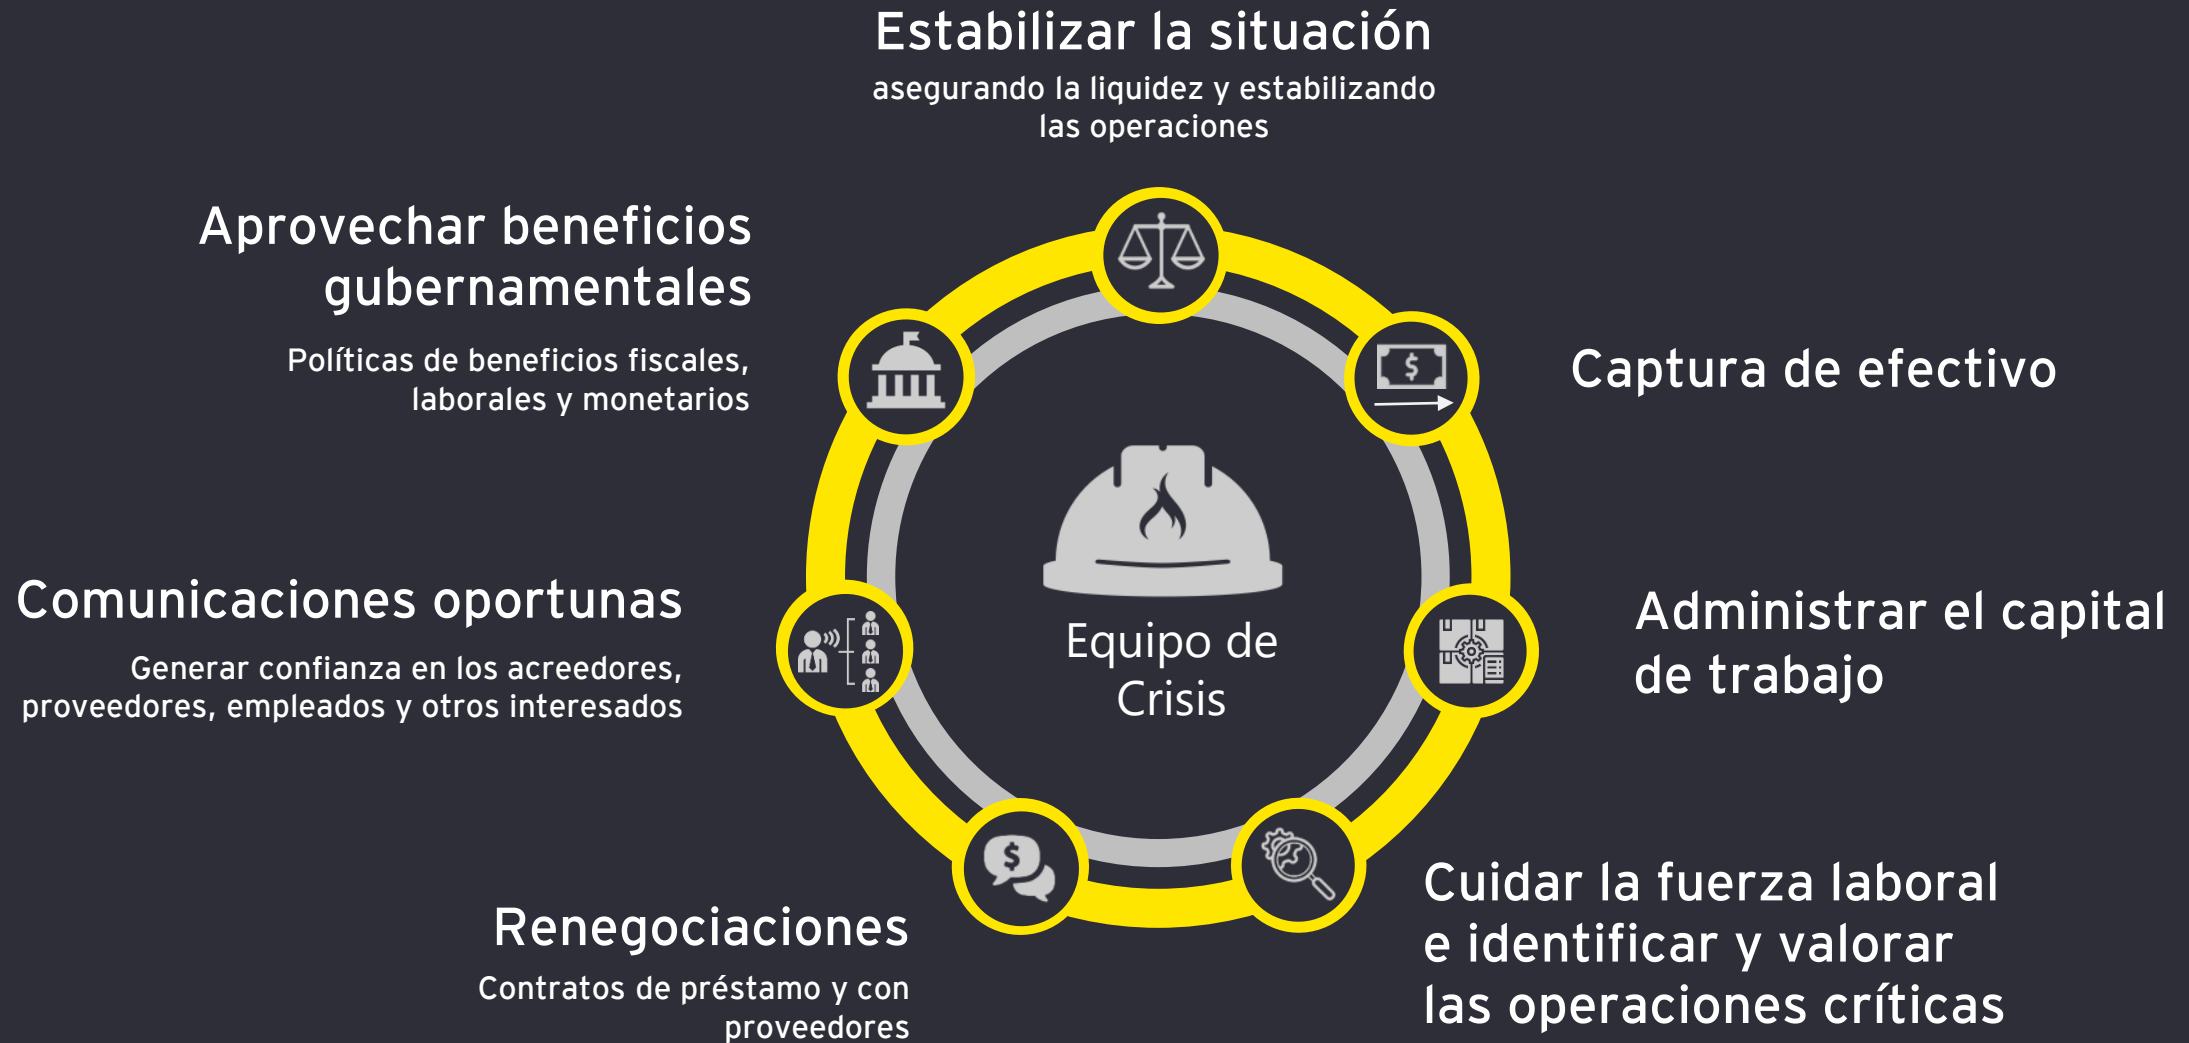 Estabilizar la situación
asegurando la liquidez y estabilizando
las operaciones
Aprovechar beneficios
gubernamentales
Políticas de beneficios fiscales,
laborales y monetarios
$
Captura de efectivo
Comunicaciones oportunas
Generar confianza en los acreedores,
proveedores, empleados y otros interesados
Equipo de
Crisis
Administrar el capital
de trabajo
$
Renegociaciones
Contratos de préstamo y con
proveedores
Cuidar la fuerza laboral
e identificar y valorar
las operaciones críticas